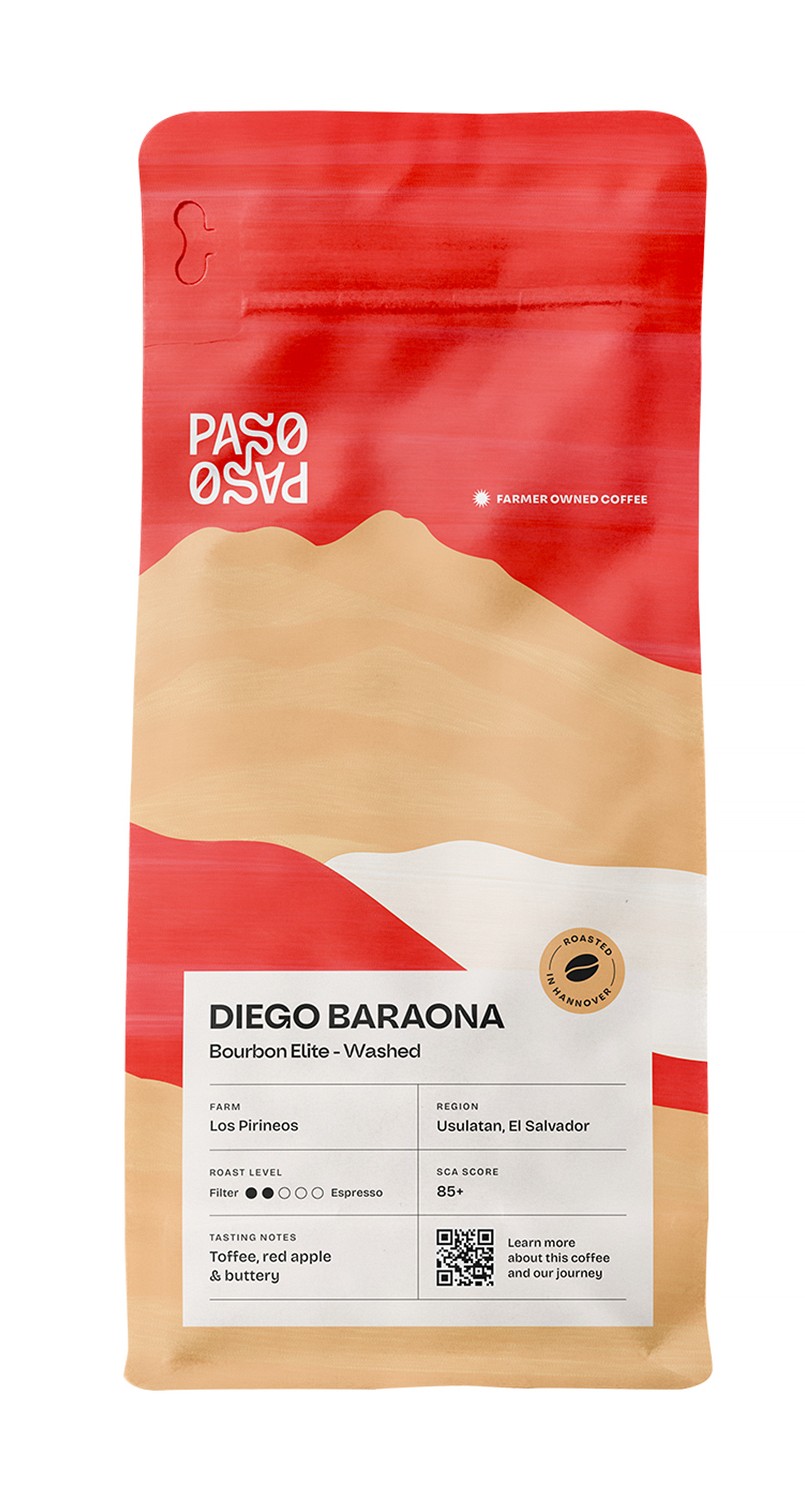 PASO
PASO
FARMER OWNED COFFEE
ROASTED
IN HANNOVER
DIEGO BARAONA
Bourbon Elite - Washed
FARM
Los Pirineos
REGION
Usulatan, El Salvador
ROAST LEVEL
Filter
Espresso
SCA SCORE
85+
TASTING NOTES
Toffee, red apple
& buttery
Learn more
about this coffee
and our journey